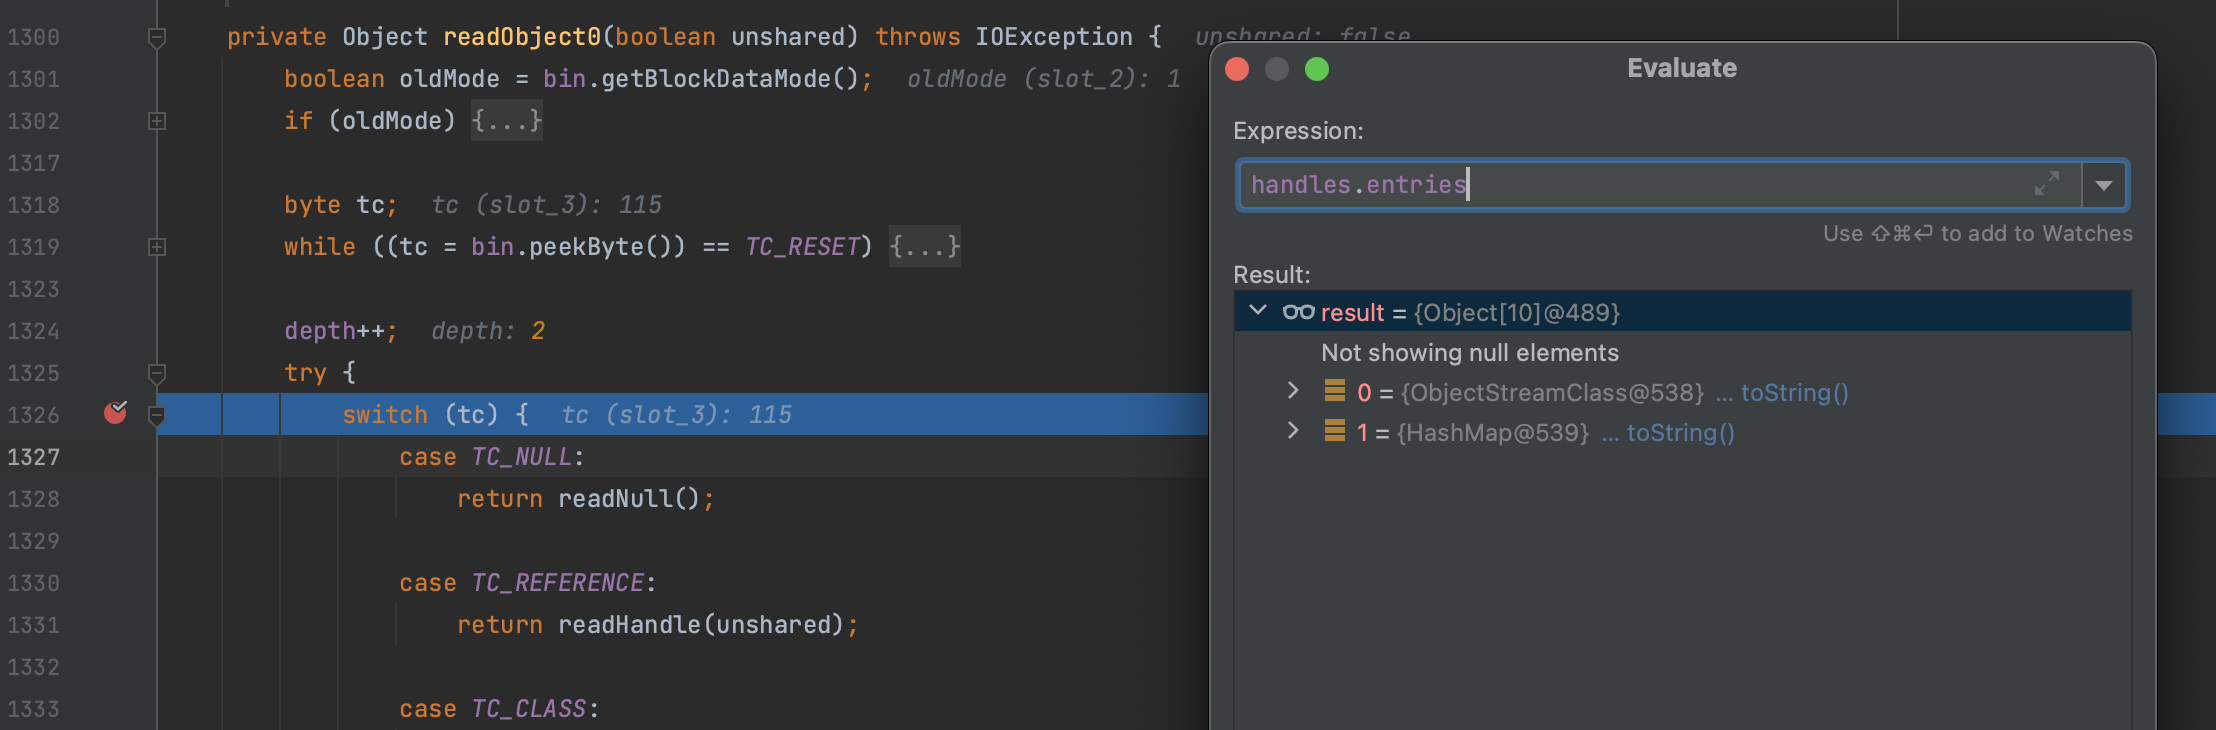 1300 private Object readObject0(boolean unshared) throws IOException { unshared: false
1301 boolean oldMode = bin.getBlockDataMode(); oldMode (slot_2): 1
1302 if (oldMode) {...}
1317
1318 byte tc; tc (slot_3): 115
1319 while ((tc = bin.peekByte()) == TC_RESET) {...}
1323
1324 depth++; depth: 2
1325 try {
1326 switch (tc) { tc (slot_3): 115
1327 case TC_NULL:
1328 return readNull();
1329
1330 case TC_REFERENCE:
1331 return readHandle(unshared);
1332
1333 case TC_CLASS:
Evaluate
Expression:
handles.entries
Use ⇧⌘⏎ to add to Watches
Result:
result = {Object[10]@489}
Not showing null elements
0 = {ObjectStreamClass@538} ... toString()
1 = {HashMap@539} ... toString()